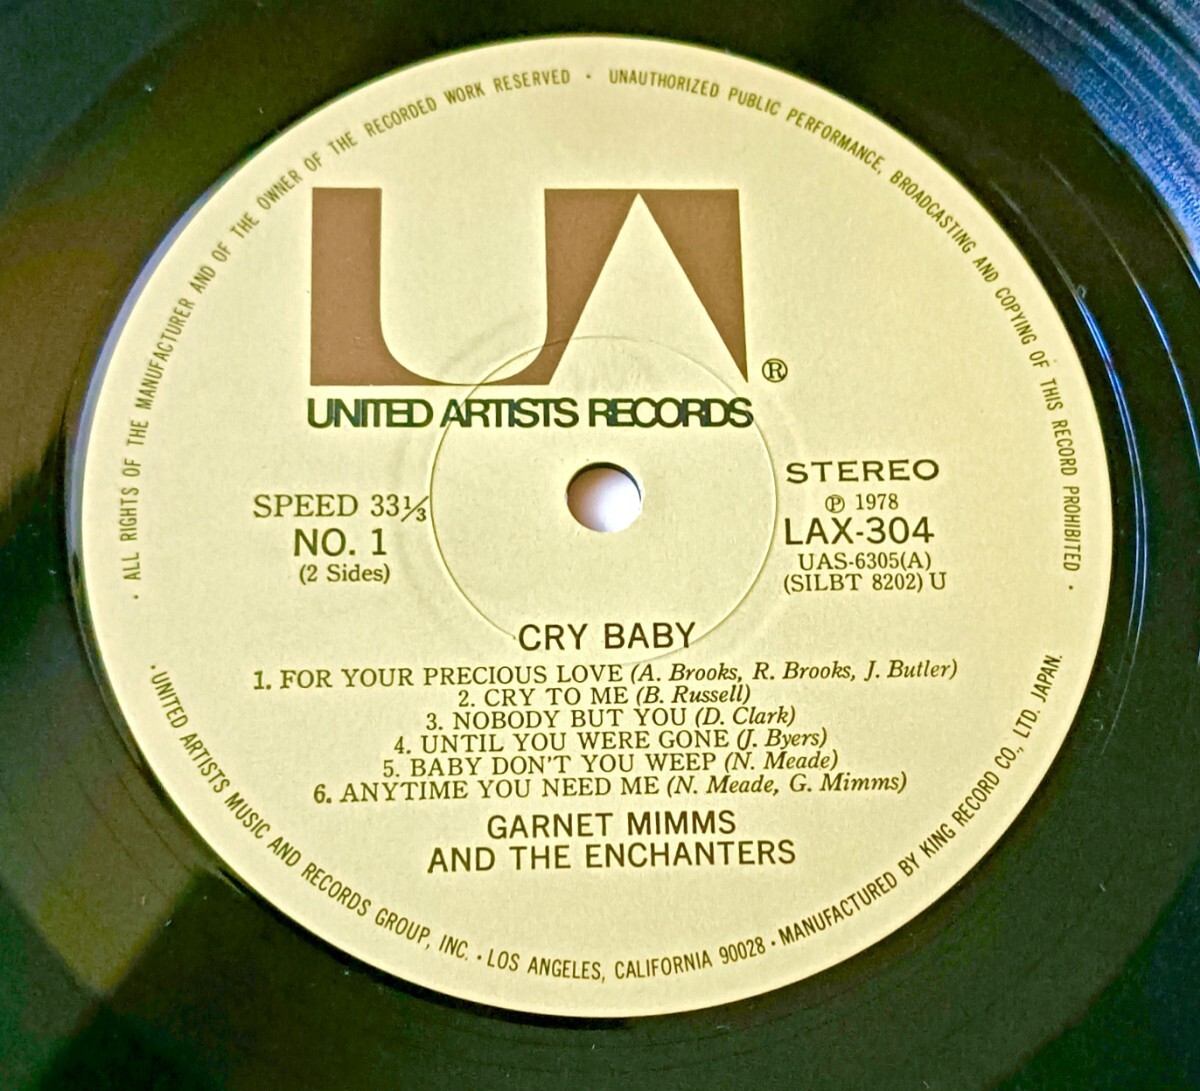 · ALL RIGHTS OF THE MANUFACTURER AND OF THE OWNER OF THE RECORDED WORK RESERVED · UNAUTHORIZED PUBLIC PERFORMANCE, BROADCASTING AND COPYING OF THIS RECORD PROHIBITED ·
UA
®
UNITED ARTISTS RECORDS
SPEED 33⅓
NO. 1
(2 Sides)
STEREO
℗ 1978
LAX-304
UAS-6305(A)
(SILBT 8202) U
CRY BABY
1. FOR YOUR PRECIOUS LOVE (A. Brooks, R. Brooks, J. Butler)
2. CRY TO ME (B. Russell)
3. NOBODY BUT YOU (D. Clark)
4. UNTIL YOU WERE GONE (J. Byers)
5. BABY DON'T YOU WEEP (N. Meade)
6. ANYTIME YOU NEED ME (N. Meade, G. Mimms)
GARNET MIMMS
AND THE ENCHANTERS
· UNITED ARTISTS MUSIC AND RECORDS GROUP, INC. · LOS ANGELES, CALIFORNIA 90028 · MANUFACTURED BY KING RECORD CO., LTD. JAPAN.